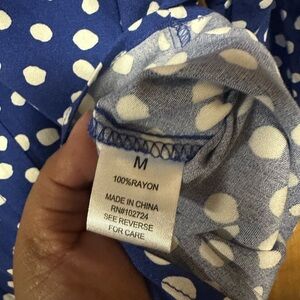 M
100%RAYON
MADE IN CHINA
RN#102724
SEE REVERSE
FOR CARE